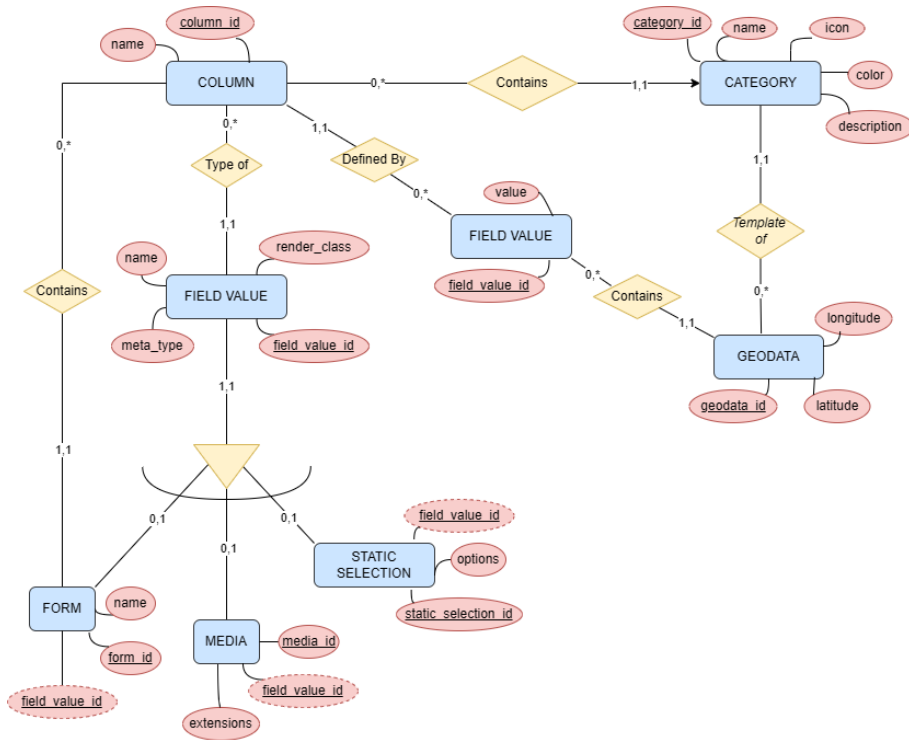 column_id
name
COLUMN
0,*
Contains
1,1
category_id
name
icon
color
description
CATEGORY
0,*
0,*
1,1
1,1
Type of
Defined By
0,*
value
FIELD VALUE
field_value_id
Template
of
1,1
name
render_class
FIELD VALUE
meta_type
field_value_id
Contains
0,*
Contains
1,1
0,*
longitude
GEODATA
geodata_id
latitude
1,1
1,1
0,1
0,1
0,1
field_value_id
STATIC
SELECTION
options
static_selection_id
FORM
name
form_id
field_value_id
MEDIA
media_id
field_value_id
extensions